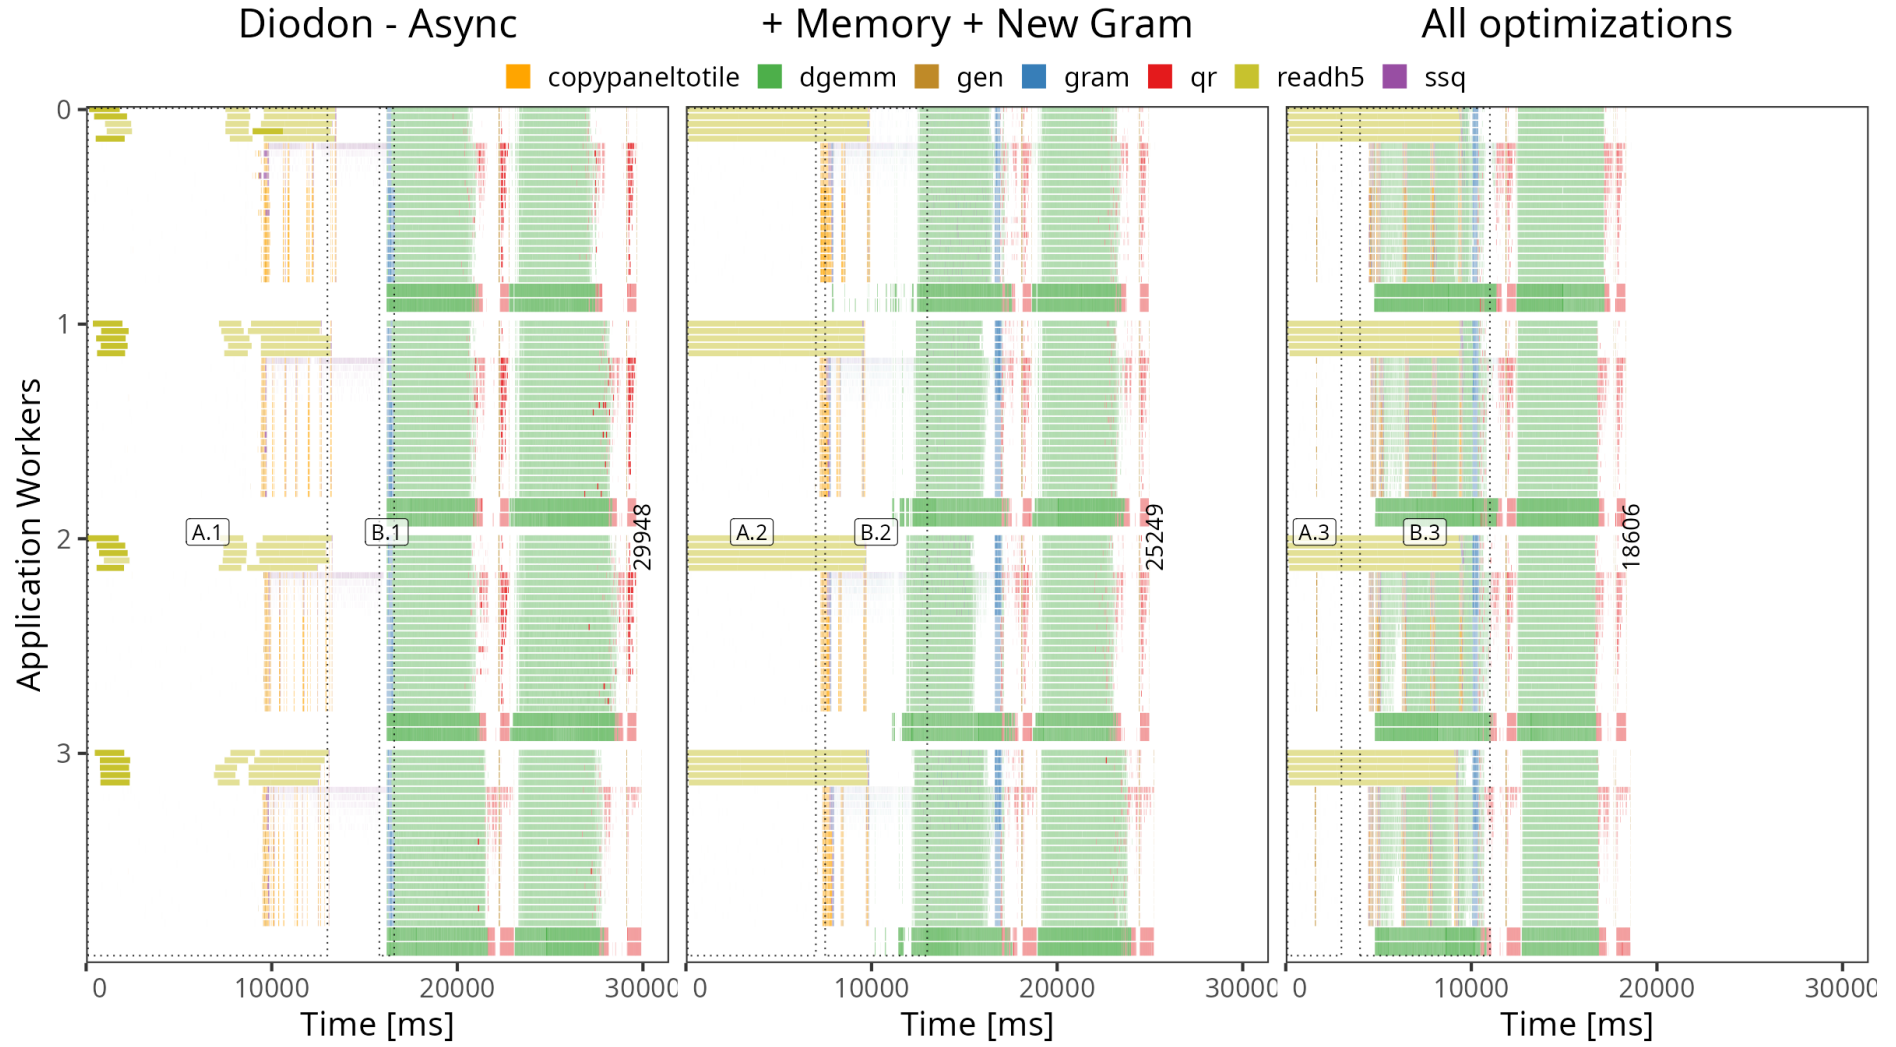 Diodon - Async
+ Memory + New Gram
All optimizations
copypaneltotile dgemm gen gram qr readh5 ssq
Application Workers
0
1
2
3
A.1
B.1
29948
A.2
B.2
25249
A.3
B.3
18606
0 10000 20000 30000
0 10000 20000 30000
0 10000 20000 30000
Time [ms]
Time [ms]
Time [ms]